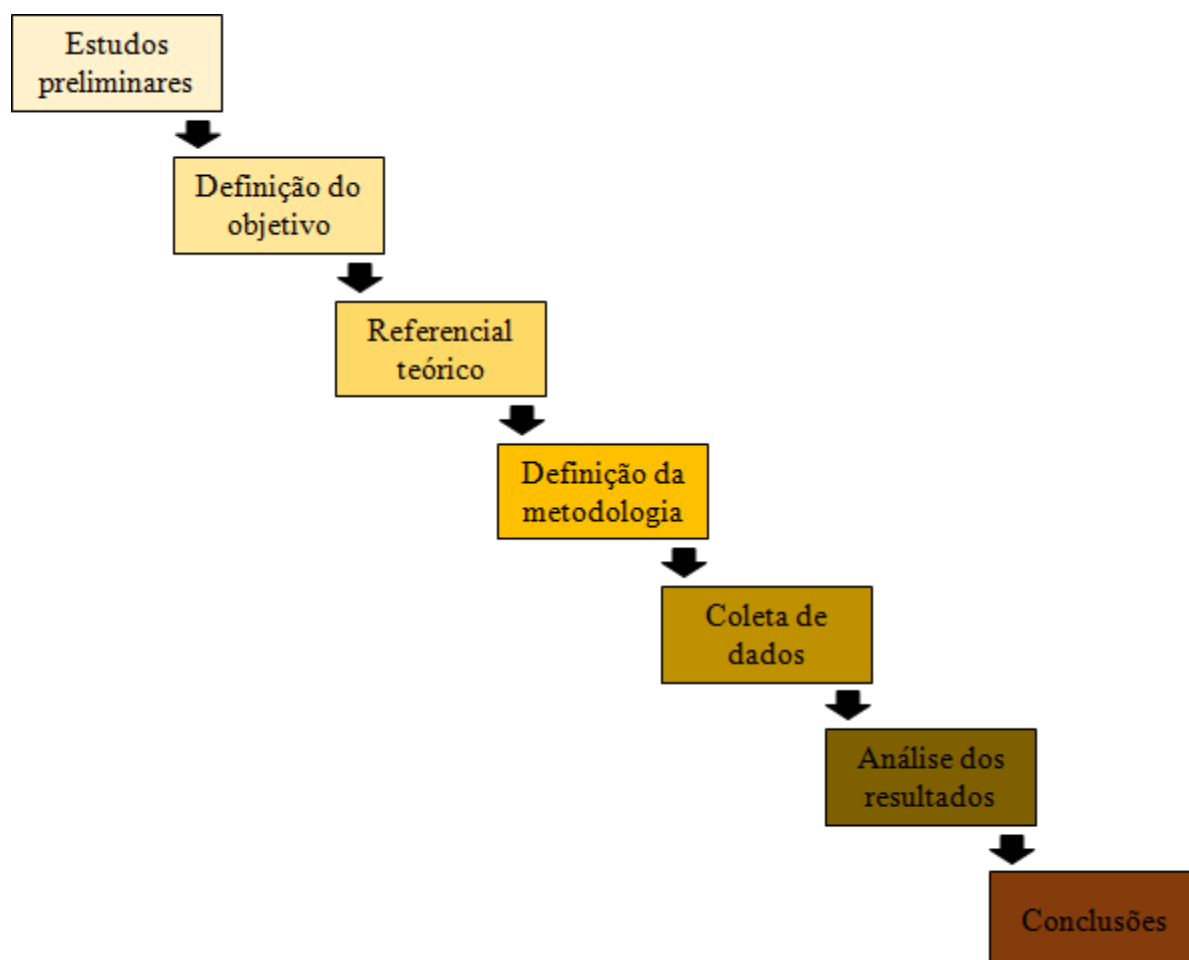 Estudos
preliminares
Definição do
objetivo
Referencial
teórico
Definição da
metodologia
Coleta de
dados
Análise dos
resultados
Conclusões